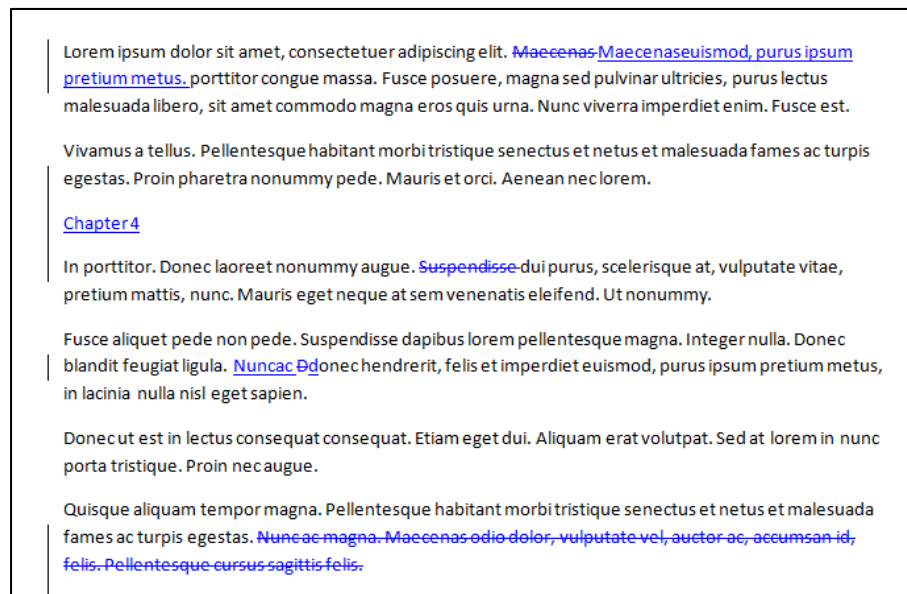 Lorem ipsum dolor sit amet, consectetuer adipiscing elit. Maecenas Maecenaseuismod, purus ipsum
pretium metus. porttitor congue massa. Fusce posuere, magna sed pulvinar ultricies, purus lectus
malesuada libero, sit amet commodo magna eros quis urna. Nunc viverra imperdiet enim. Fusce est.
Vivamus a tellus. Pellentesque habitant morbi tristique senectus et netus et malesuada fames ac turpis
egestas. Proin pharetra nonummy pede. Mauris et orci. Aenean nec lorem.
Chapter 4
In porttitor. Donec laoreet nonummy augue. Suspendisse dui purus, scelerisque at, vulputate vitae,
pretium mattis, nunc. Mauris eget neque at sem venenatis eleifend. Ut nonummy.
Fusce aliquet pede non pede. Suspendisse dapibus lorem pellentesque magna. Integer nulla. Donec
blandit feugiat ligula. Nuncac Ddonec hendrerit, felis et imperdiet euismod, purus ipsum pretium metus,
in lacinia nulla nisl eget sapien.
Donec ut est in lectus consequat consequat. Etiam eget dui. Aliquam erat volutpat. Sed at lorem in nunc
porta tristique. Proin nec augue.
Quisque aliquam tempor magna. Pellentesque habitant morbi tristique senectus et netus et malesuada
fames ac turpis egestas. Nunc ac magna. Maecenas odio dolor, vulputate vel, auctor ac, accumsan id,
felis. Pellentesque cursus sagittis felis.